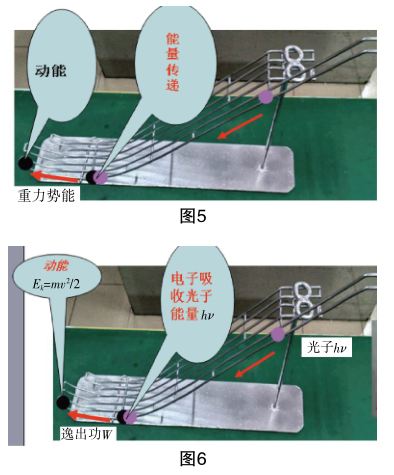 动能
能
量
传
递
重力势能
图5
动能
Eₖ=mv²/2
电子吸
收光子
能量hν
光子hν
逸出功W
图6